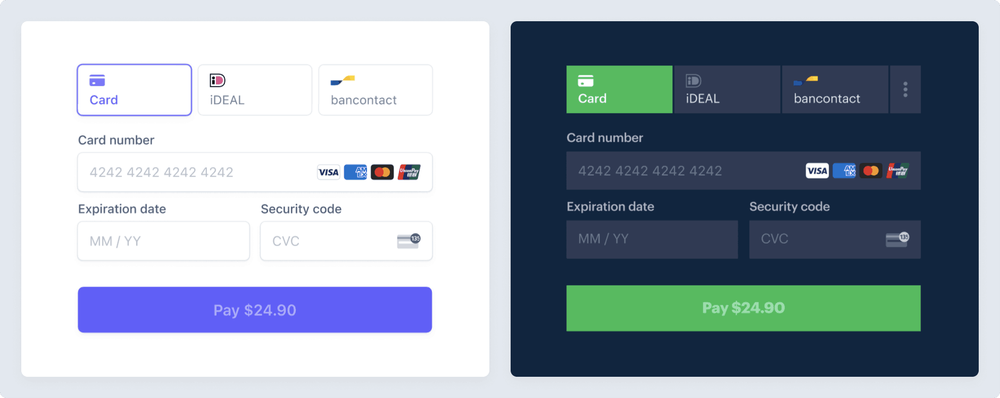 Card
iDEAL
bancontact
Card number
4242 4242 4242 4242
VISA
AM
EX
UnionPay
银联
Expiration date
Security code
MM / YY
CVC
135
Pay $24.90
Card
iDEAL
bancontact
Card number
4242 4242 4242 4242
VISA
AM
EX
UnionPay
银联
Expiration date
Security code
MM / YY
CVC
135
Pay $24.90